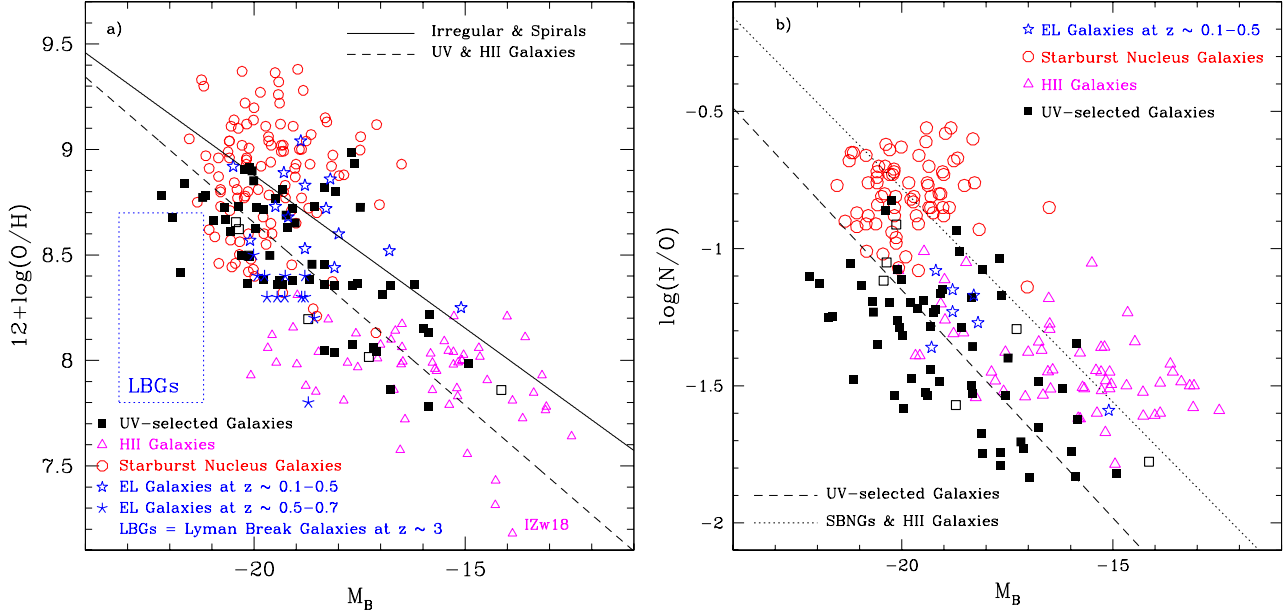 a)
Irregular & Spirals
UV & HII Galaxies
9.5
9
8.5
8
7.5
12+log(O/H)
LBGs
UV-selected Galaxies
HII Galaxies
Starburst Nucleus Galaxies
EL Galaxies at z ~ 0.1-0.5
EL Galaxies at z ~ 0.5-0.7
LBGs = Lyman Break Galaxies at z ~ 3
IZw18
-20
-15
M_B
b)
EL Galaxies at z ~ 0.1-0.5
Starburst Nucleus Galaxies
HII Galaxies
UV-selected Galaxies
-0.5
-1
-1.5
-2
log(N/O)
UV-selected Galaxies
SBNGs & HII Galaxies
-20
-15
M_B